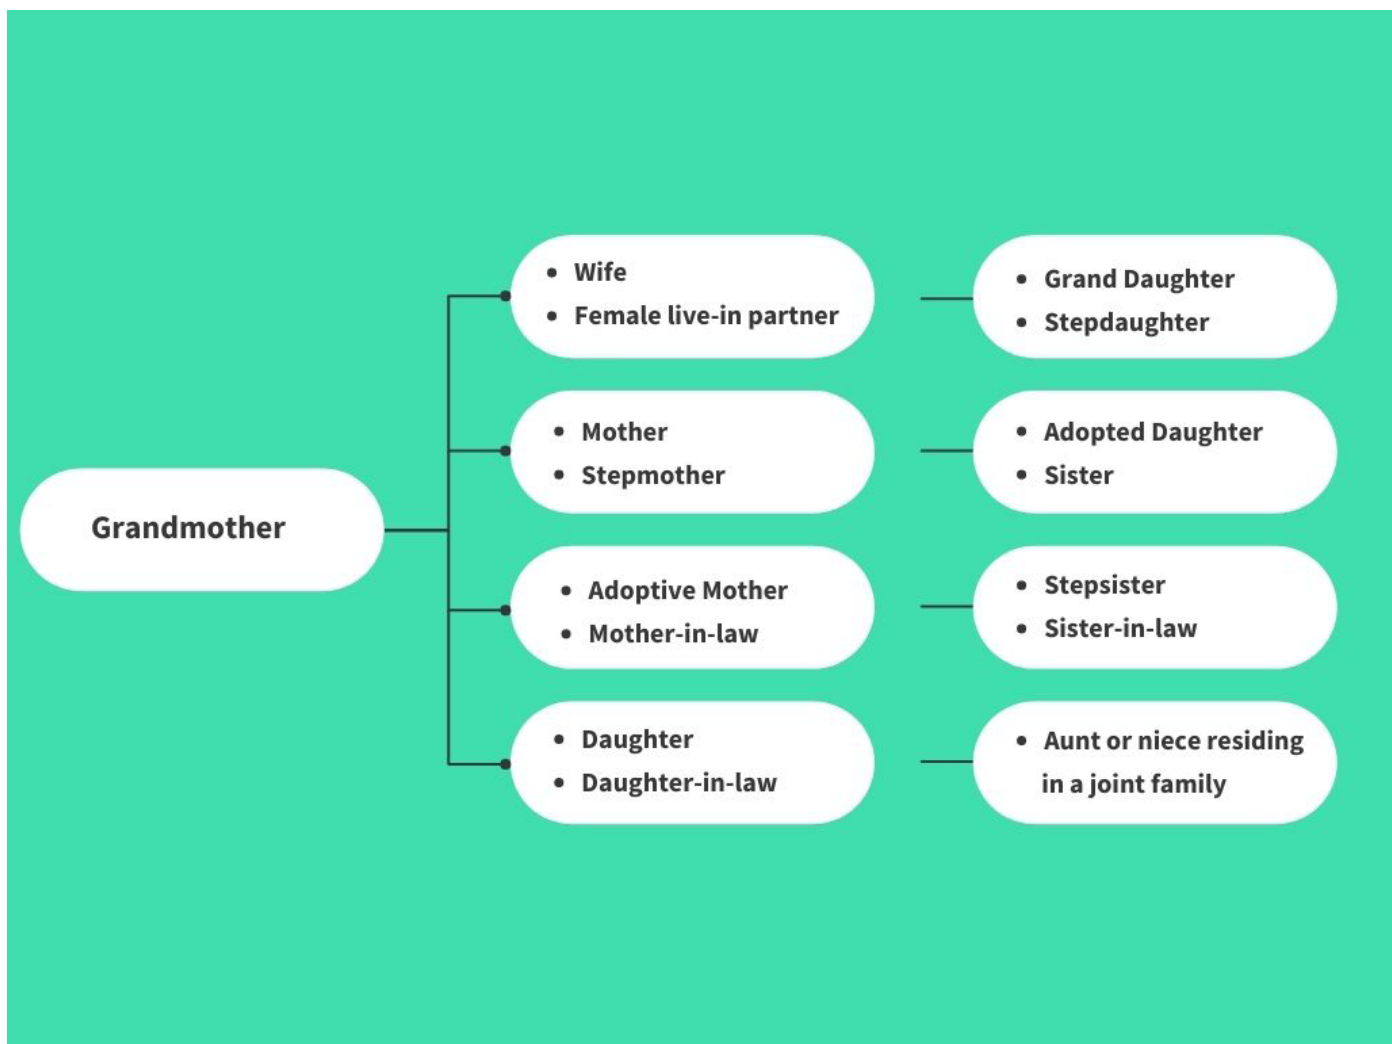 Grandmother
• Wife
• Female live-in partner
• Mother
• Stepmother
• Adoptive Mother
• Mother-in-law
• Daughter
• Daughter-in-law
• Grand Daughter
• Stepdaughter
• Adopted Daughter
• Sister
• Stepsister
• Sister-in-law
• Aunt or niece residing
in a joint family